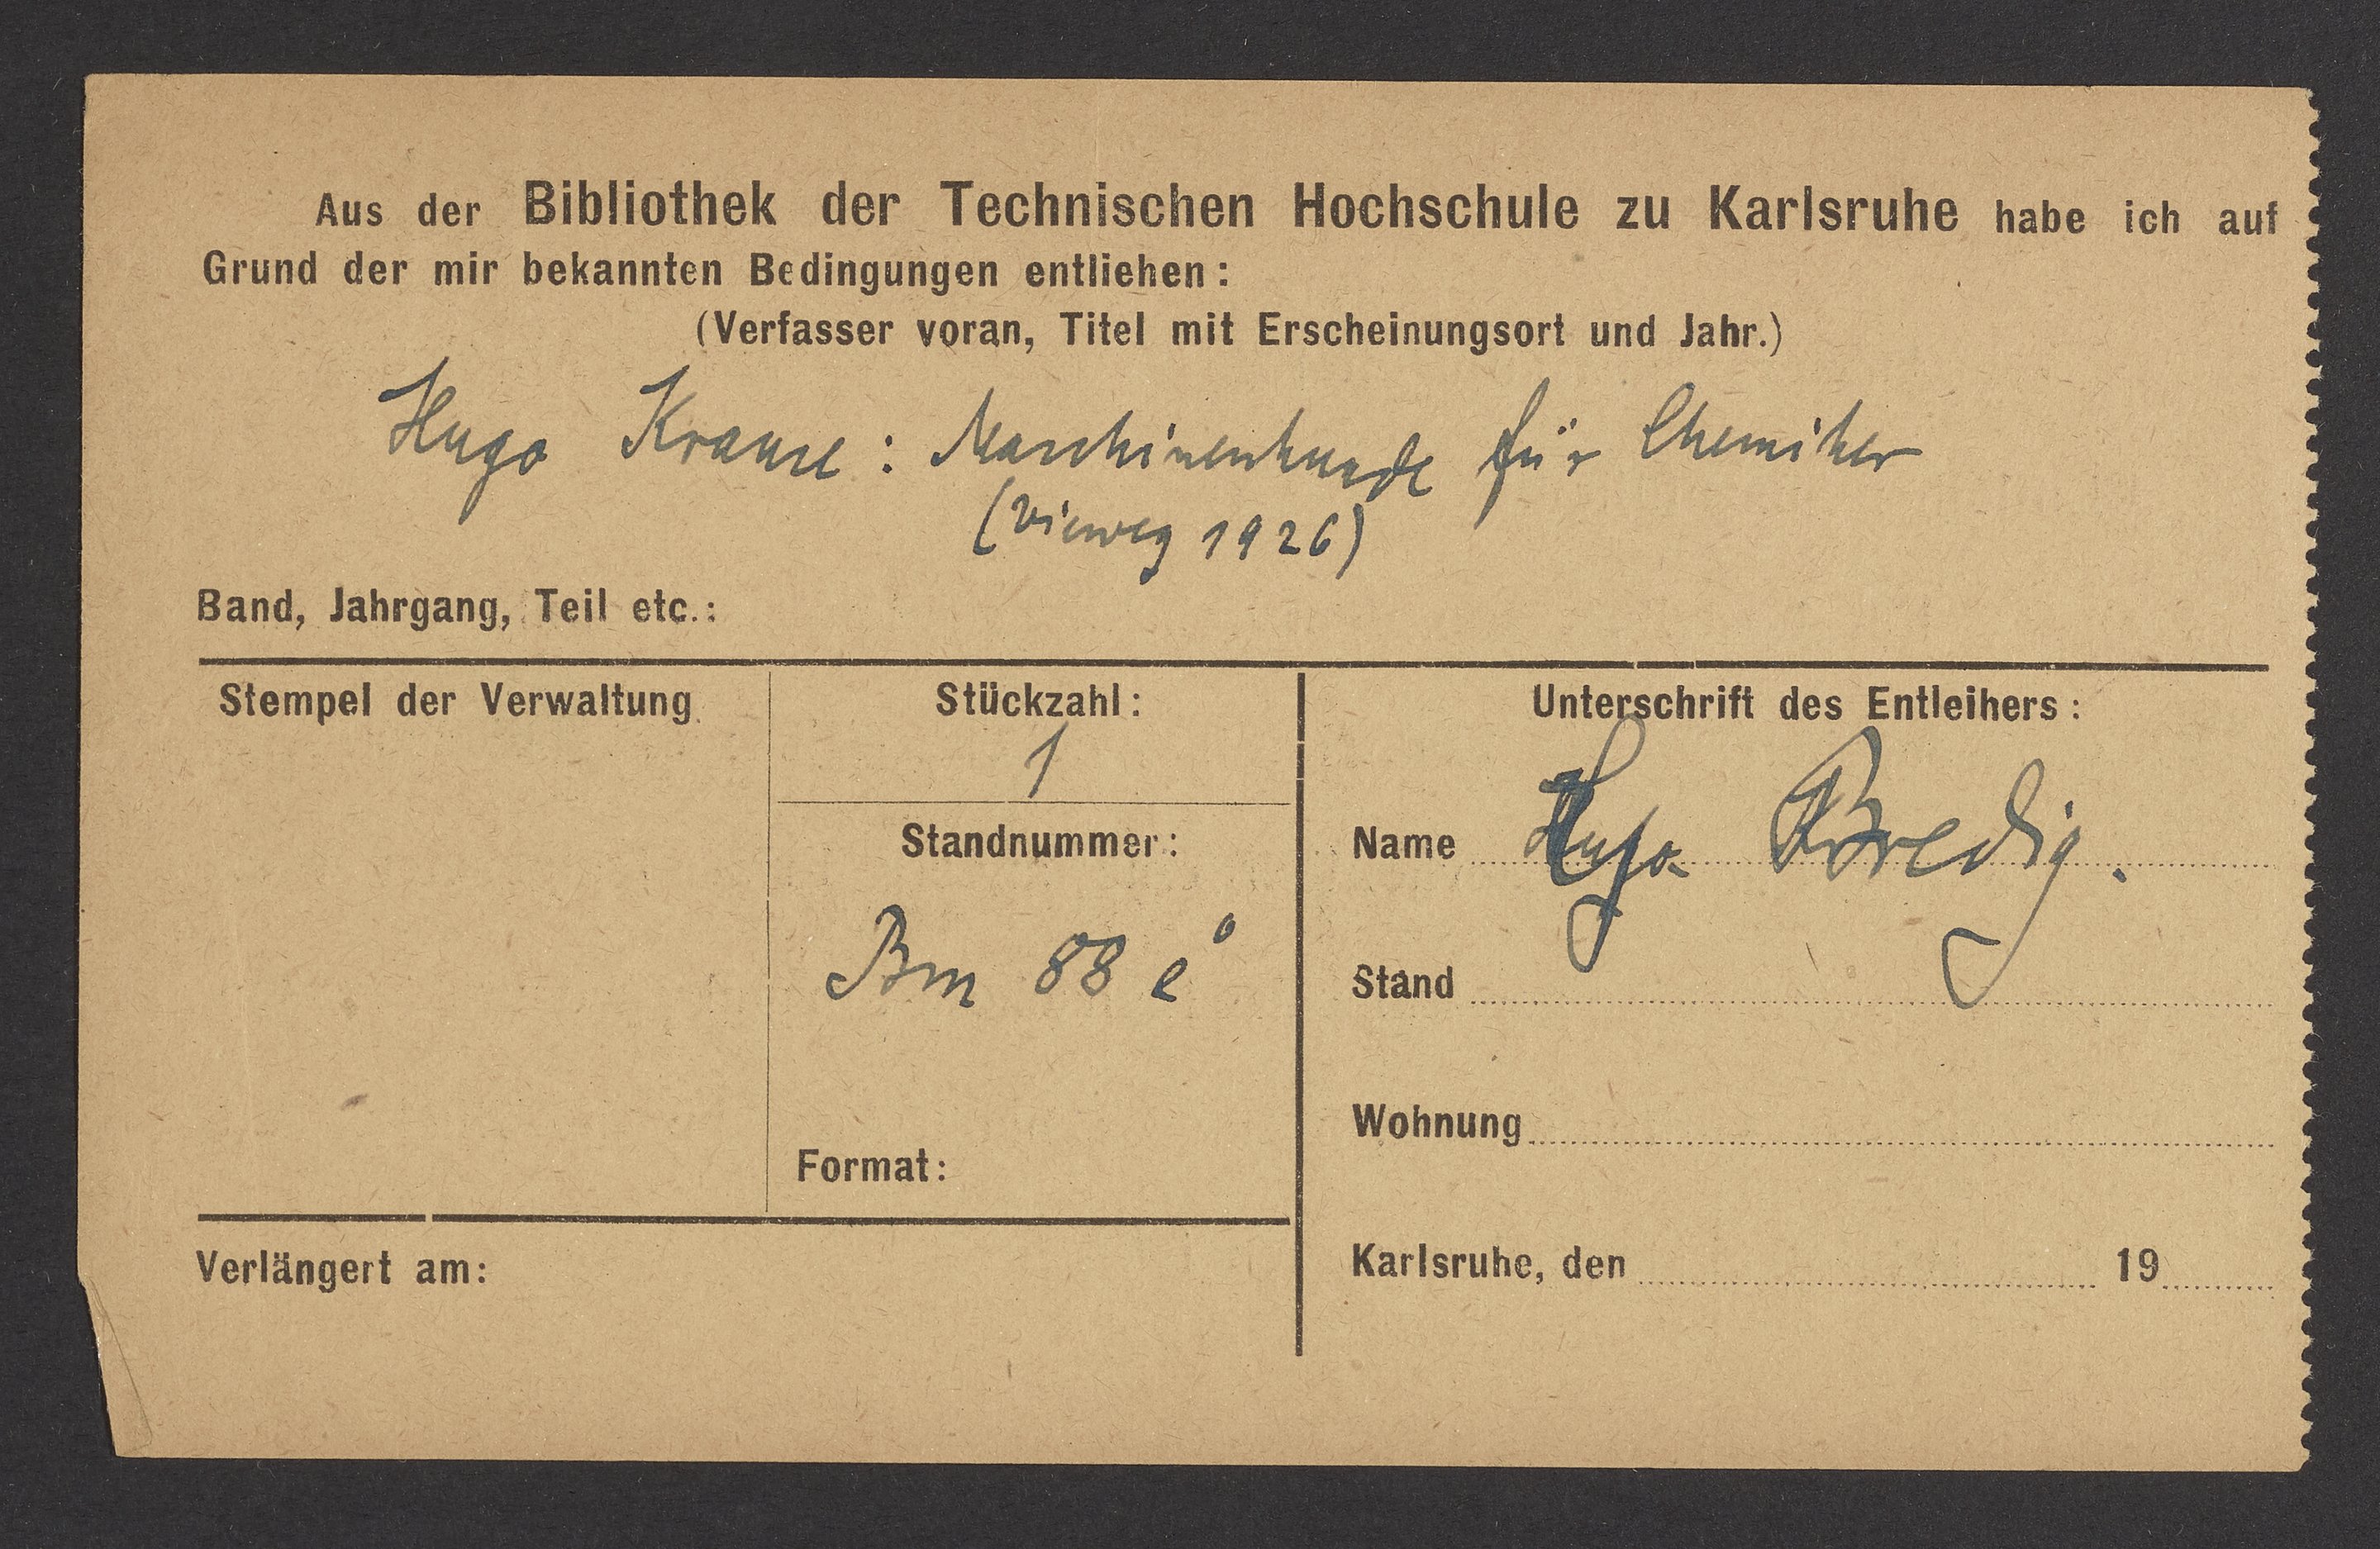 Aus der Bibliothek der Technischen Hochschule zu Karlsruhe habe ich auf
Grund der mir bekannten Bedingungen entliehen:
(Verfasser voran, Titel mit Erscheinungsort und Jahr.)
Hugo Krause: Maschinenkunde für Chemiker
(Vieweg 1926)
Band, Jahrgang, Teil etc.:
Stempel der Verwaltung
Stückzahl:
1
Standnummer:
Bm 88 e°
Format:
Verlängert am:
Unterschrift des Entleihers:
Name Bredig.
Stand
Wohnung
Karlsruhe, den 19